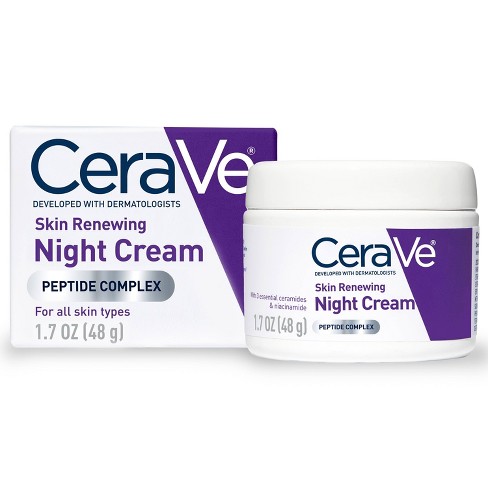 CeraVe®
DEVELOPED WITH DERMATOLOGISTS
Skin Renewing
Night Cream
PEPTIDE COMPLEX
For all skin types
1.7 OZ (48 g)
CeraVe®
DEVELOPED WITH DERMATOLOGISTS
Skin Renewing
Night Cream
With 3 essential ceramides
& niacinamide
PEPTIDE COMPLEX
1.7 OZ (48 g)